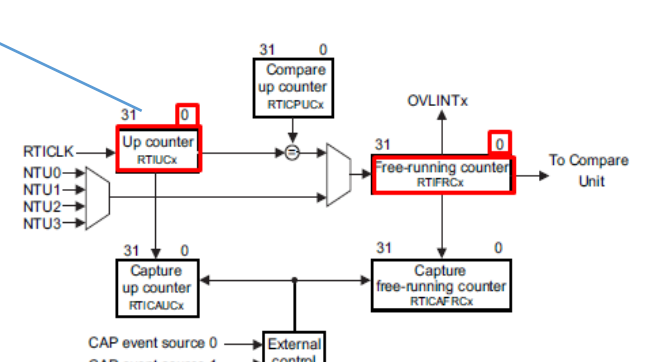 31 0
Compare
up counter
RTICPUCx
OVLINTx
31 0
Up counter
RTIUCx
RTICLK
NTU0
NTU1
NTU2
NTU3
=
31 0
Free-running counter
RTIFRCx
To Compare
Unit
31 0
Capture
up counter
RTICAUCx
31 0
Capture
free-running counter
RTICAFRCx
CAP event source 0
External
control